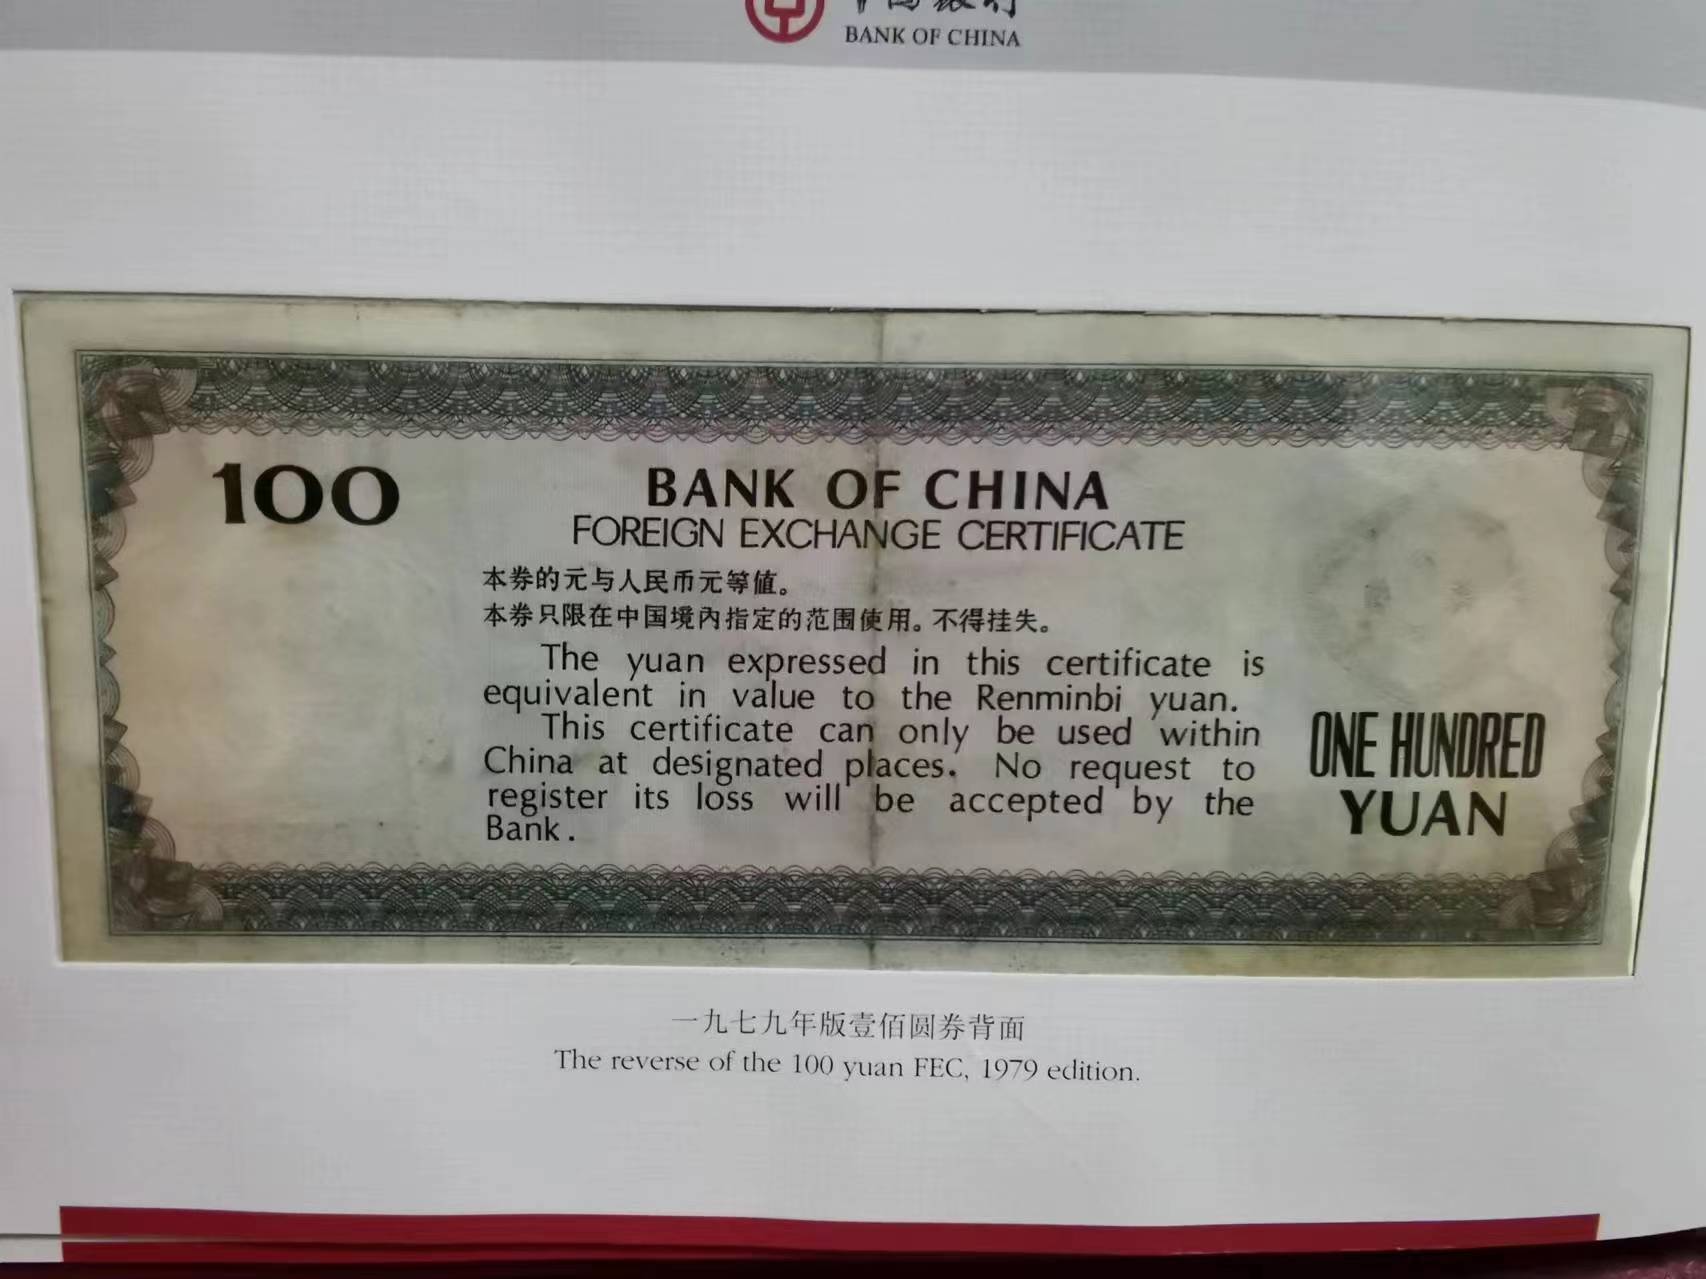 中国银行
BANK OF CHINA
100
BANK OF CHINA
FOREIGN EXCHANGE CERTIFICATE
本券的元与人民币元等值。
本券只限在中国境内指定的范围使用。不得挂失。
The yuan expressed in this certificate is
equivalent in value to the Renminbi yuan.
This certificate can only be used within
China at designated places. No request to
register its loss will be accepted by the
Bank.
ONE HUNDRED
YUAN
一九七九年版壹佰圆券背面
The reverse of the 100 yuan FEC, 1979 edition.